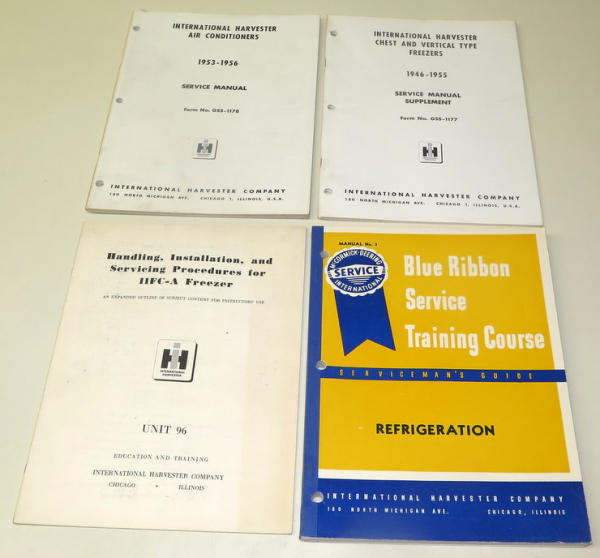 INTERNATIONAL HARVESTER
AIR CONDITIONERS
1953-1956
SERVICE MANUAL
Form No. GSS-1178
INTERNATIONAL HARVESTER COMPANY
180 NORTH MICHIGAN AVE. CHICAGO 1, ILLINOIS, U.S.A.
INTERNATIONAL HARVESTER
CHEST AND VERTICAL TYPE
FREEZERS
1946-1955
SERVICE MANUAL
SUPPLEMENT
Form No. GSS-1177
INTERNATIONAL HARVESTER COMPANY
180 NORTH MICHIGAN AVE. CHICAGO 1, ILLINOIS, U.S.A.
Handling, Installation, and
Servicing Procedures for
11FC-A Freezer
AN EXPANDED OUTLINE OF SUBJECT CONTENT FOR INSTRUCTORS' USE
INTERNATIONAL
HARVESTER
UNIT 96
EDUCATION AND TRAINING
INTERNATIONAL HARVESTER COMPANY
CHICAGO • ILLINOIS
MANUAL No. 3
McCORMICK-DEERING
SERVICE
INTERNATIONAL
Blue Ribbon
Service
Training Course
SERVICEMAN'S GUIDE
REFRIGERATION
INTERNATIONAL HARVESTER COMPANY
180 NORTH MICHIGAN AVE. CHICAGO, ILLINOIS